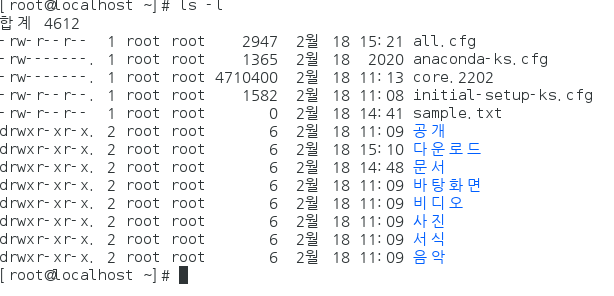 [root@localhost ~]# ls -l
합계 4612
-rw-r--r--  1 root root    2947  2월  18 15:21 all.cfg
-rw-------. 1 root root    1365  2월  18  2020 anaconda-ks.cfg
-rw-------  1 root root 4710400  2월  18 11:13 core.2202
-rw-r--r--. 1 root root    1582  2월  18 11:08 initial-setup-ks.cfg
-rw-r--r--  1 root root       0  2월  18 14:41 sample.txt
drwxr-xr-x. 2 root root       6  2월  18 11:09 공개
drwxr-xr-x. 2 root root       6  2월  18 15:10 다운로드
drwxr-xr-x. 2 root root       6  2월  18 14:48 문서
drwxr-xr-x. 2 root root       6  2월  18 11:09 바탕화면
drwxr-xr-x. 2 root root       6  2월  18 11:09 비디오
drwxr-xr-x. 2 root root       6  2월  18 11:09 사진
drwxr-xr-x. 2 root root       6  2월  18 11:09 서식
drwxr-xr-x. 2 root root       6  2월  18 11:09 음악
[root@localhost ~]#